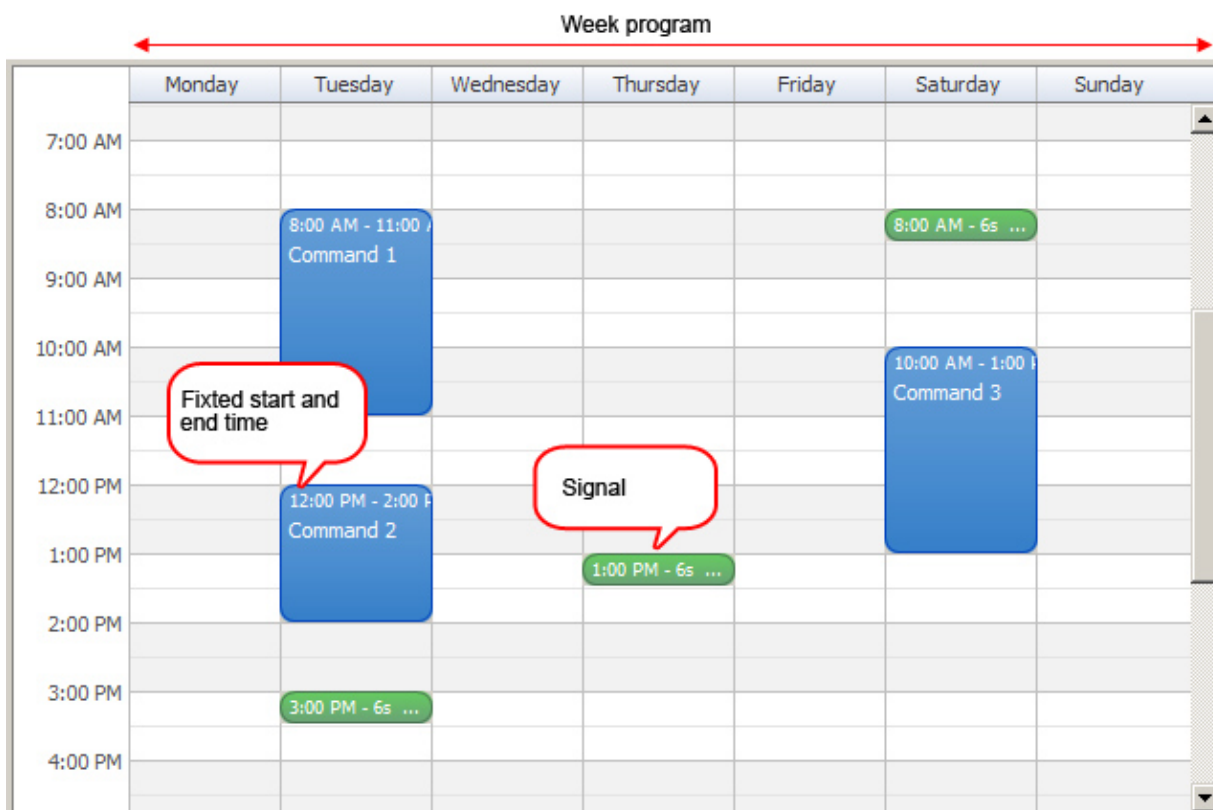 Week program
Monday Tuesday Wednesday Thursday Friday Saturday Sunday
7:00 AM
8:00 AM
8:00 AM - 11:00
Command 1
8:00 AM - 6s ...
9:00 AM
10:00 AM
10:00 AM - 1:00
Command 3
Fixted start and
end time
11:00 AM
12:00 PM
12:00 PM - 2:00
Command 2
Signal
1:00 PM
1:00 PM - 6s ...
2:00 PM
3:00 PM
3:00 PM - 6s ...
4:00 PM